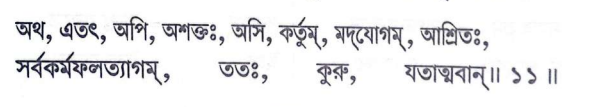 অথ, এতৎ, অপি, অশক্তঃ, অসি, কর্তুম্, মদ্‌যোগম্, আশ্রিতঃ,
সর্বকর্মফলত্যাগম্, ততঃ, কুরু, যতাত্মবান্॥ ১১ ॥